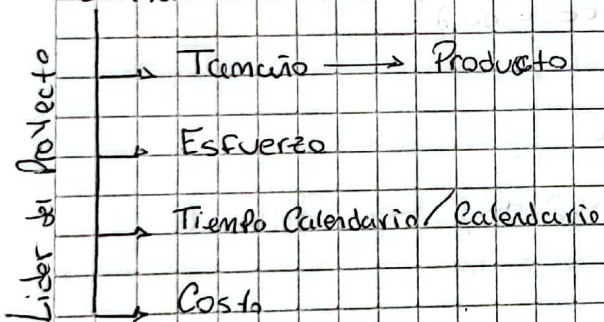 Tamaño → Producto
Esfuerzo
Tiempo Calendario / Calendario
Costo
Lider del Proyecto